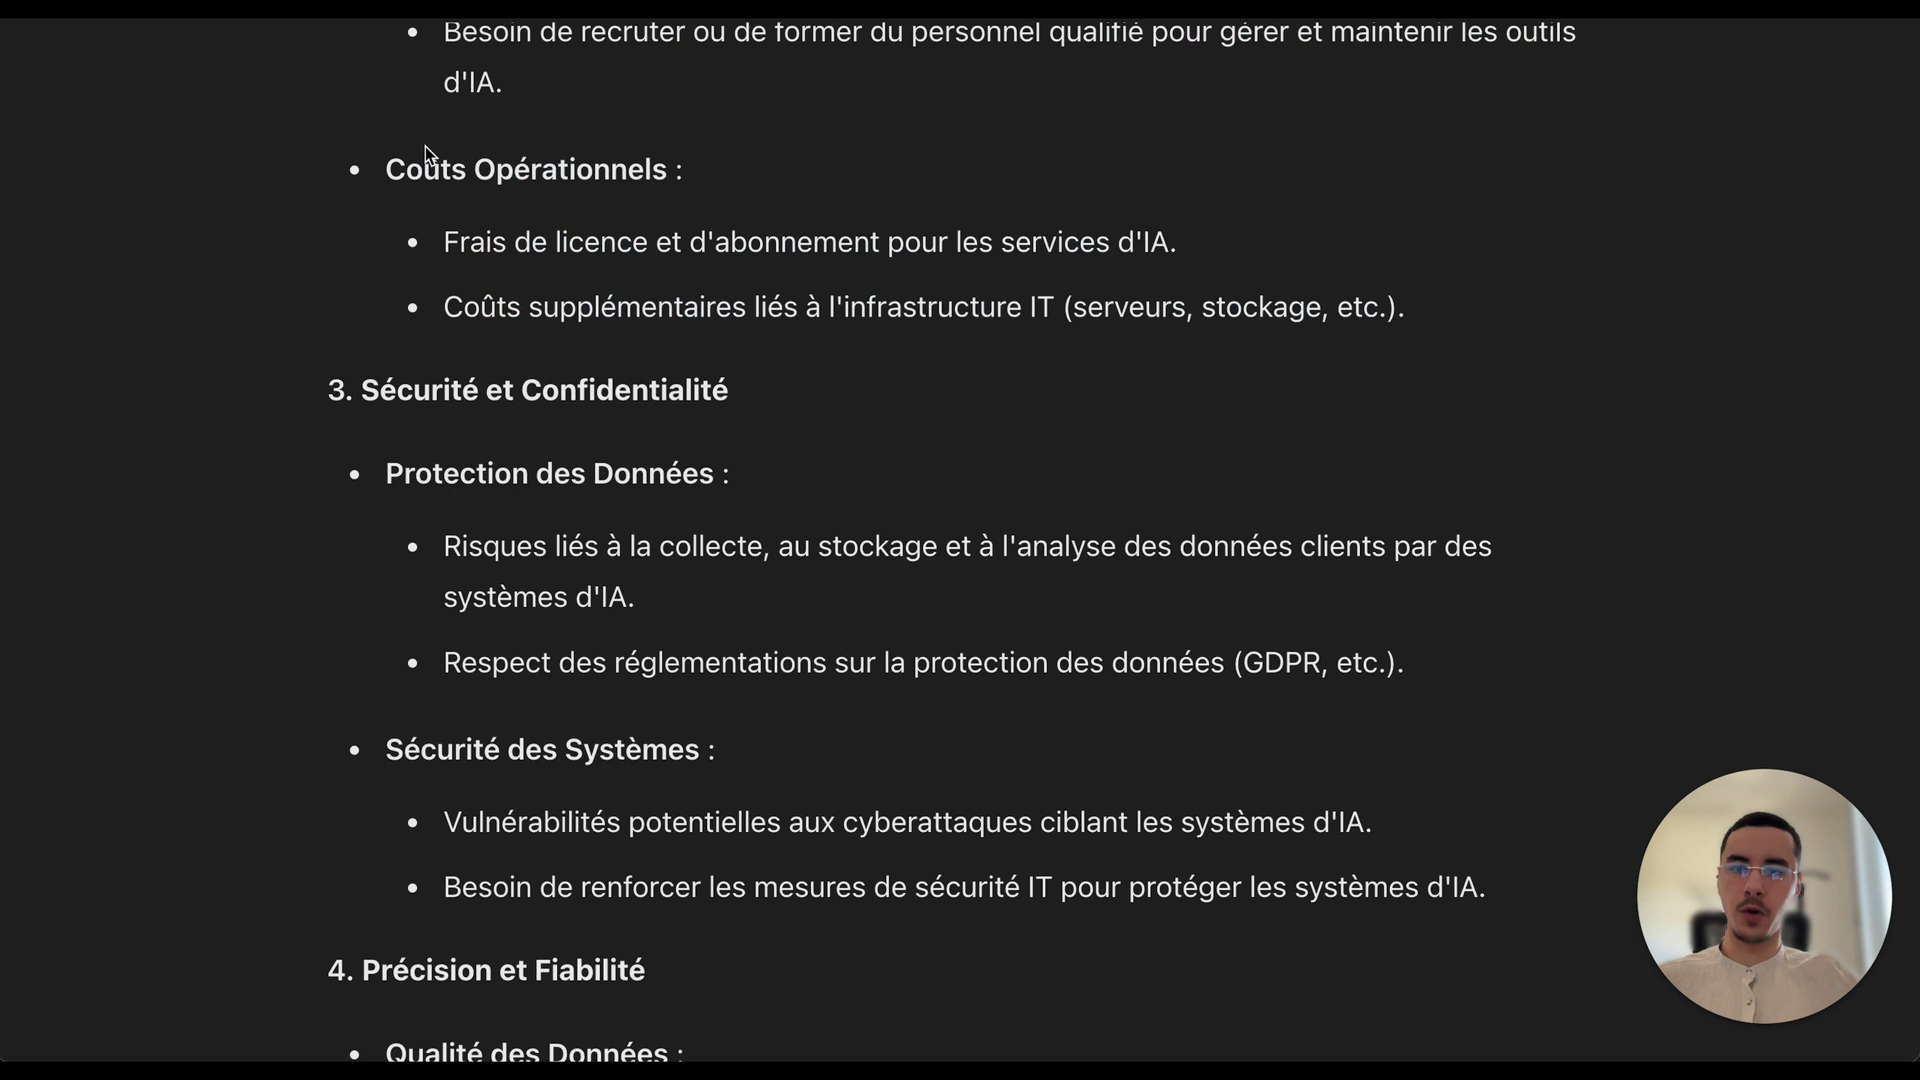 Besoin de recruter ou de former du personnel qualifié pour gérer et maintenir les outils
d'IA.
Coûts Opérationnels :
Frais de licence et d'abonnement pour les services d'IA.
Coûts supplémentaires liés à l'infrastructure IT (serveurs, stockage, etc.).
3. Sécurité et Confidentialité
Protection des Données :
Risques liés à la collecte, au stockage et à l'analyse des données clients par des
systèmes d'IA.
Respect des réglementations sur la protection des données (GDPR, etc.).
Sécurité des Systèmes :
Vulnérabilités potentielles aux cyberattaques ciblant les systèmes d'IA.
Besoin de renforcer les mesures de sécurité IT pour protéger les systèmes d'IA.
4. Précision et Fiabilité
Qualité des Données :